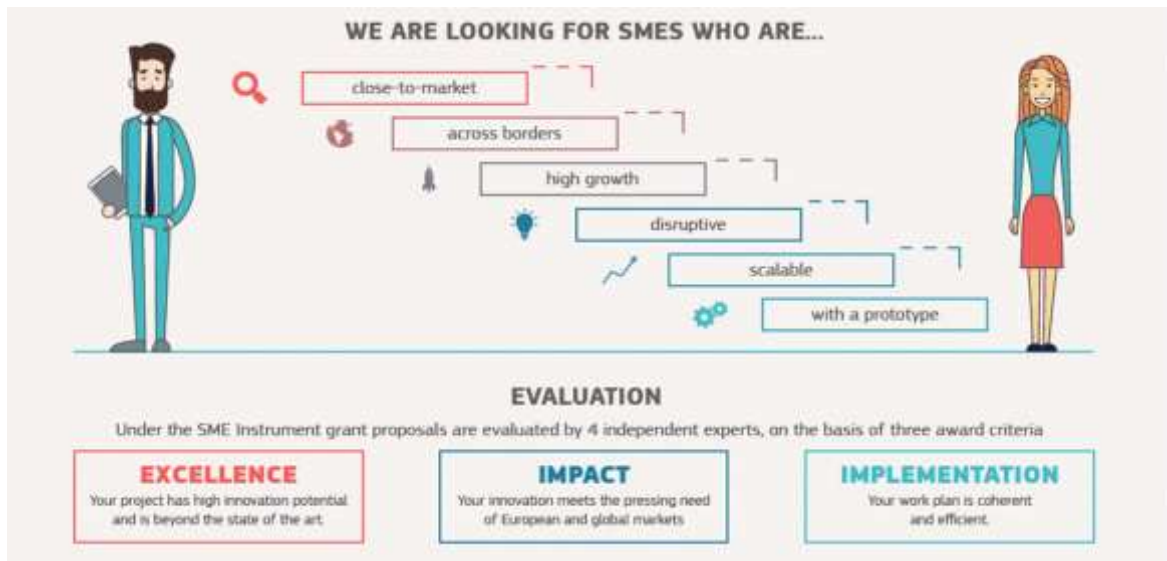 WE ARE LOOKING FOR SMES WHO ARE...
close-to-market
across borders
high growth
disruptive
scalable
with a prototype
EVALUATION
Under the SME Instrument grant proposals are evaluated by 4 independent experts, on the basis of three award criteria
EXCELLENCE
Your project has high innovation potential
and is beyond the state of the art.
IMPACT
Your innovation meets the pressing need
of European and global markets
IMPLEMENTATION
Your work plan is coherent
and efficient.